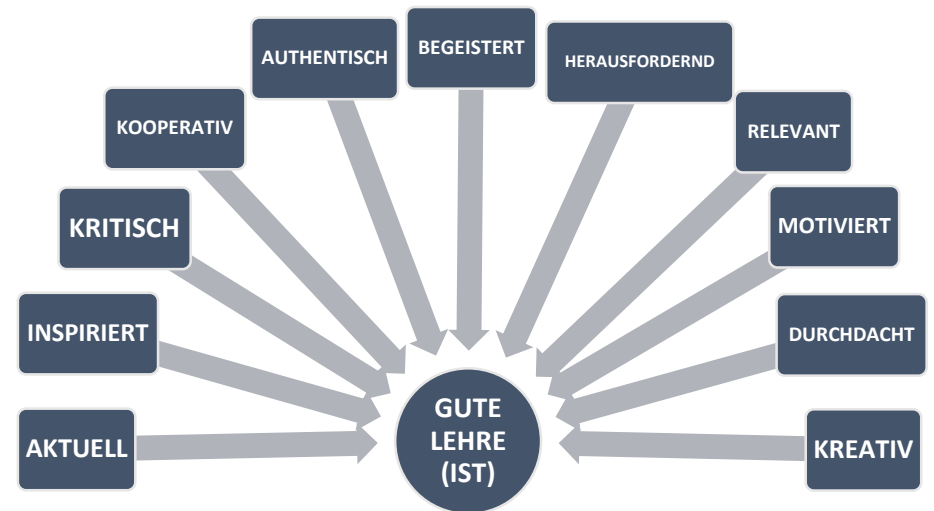 AKTUELL
INSPIRIERT
KRITISCH
KOOPERATIV
AUTHENTISCH
BEGEISTERT
HERAUSFORDERND
RELEVANT
MOTIVIERT
DURCHDACHT
KREATIV
GUTE
LEHRE
(IST)